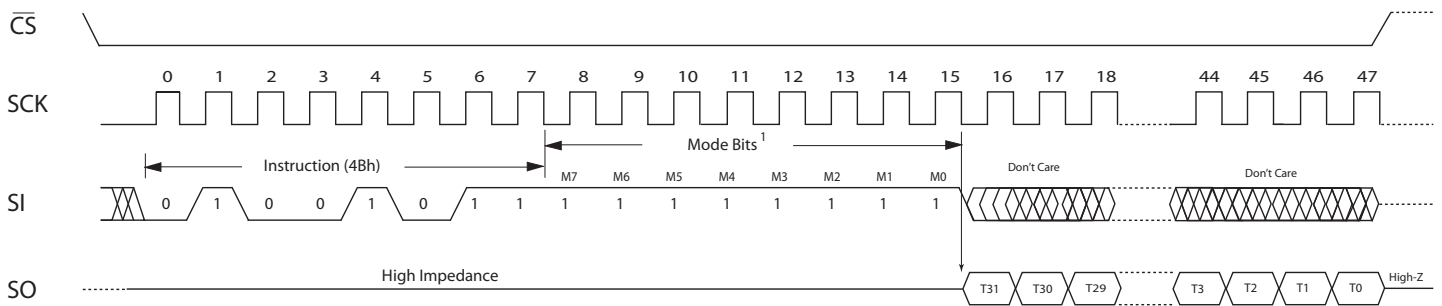 CS
0 1 2 3 4 5 6 7 8 9 10 11 12 13 14 15 16 17 18 44 45 46 47
SCK
Mode Bits 1
Instruction (4Bh)
M7 M6 M5 M4 M3 M2 M1 M0 Don't Care Don't Care
SI 0 1 0 0 1 0 1 1 1 1 1 1 1 1 1 1
High Impedance
SO T31 T30 T29 T3 T2 T1 T0 High-Z